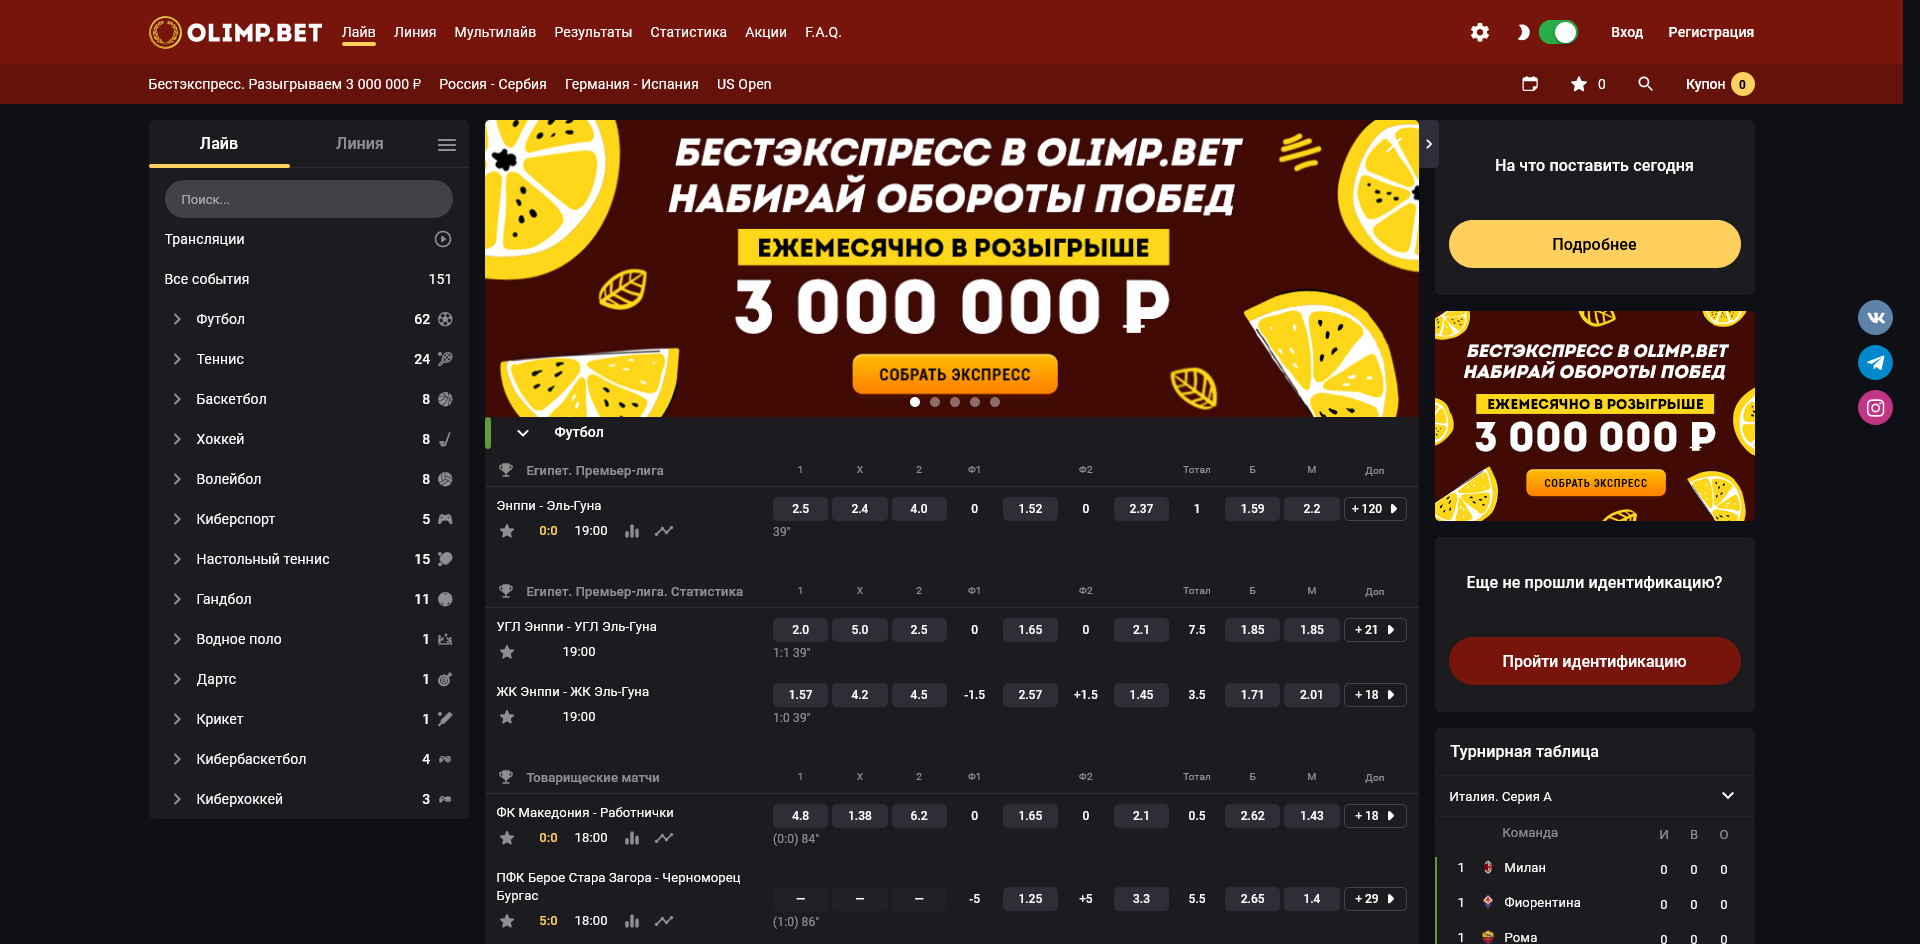 OLIMP.BET Лайв Линия Мультилайв Результаты Статистика Акции F.A.Q. Вход Регистрация
Бестэкспресс. Разыгрываем 3 000 000 ₽ Россия - Сербия Германия - Испания US Open 0 Купон 0
Лайв Линия
Поиск...
Трансляции
Все события 151
Футбол 62
Теннис 24
Баскетбол 8
Хоккей 8
Волейбол 8
Киберспорт 5
Настольный теннис 15
Гандбол 11
Водное поло 1
Дартс 1
Крикет 1
Кибербаскетбол 4
Киберхоккей 3
БЕСТЭКСПРЕСС В OLIMP.BET
НАБИРАЙ ОБОРОТЫ ПОБЕД
ЕЖЕМЕСЯЧНО В РОЗЫГРЫШЕ
3 000 000 ₽
СОБРАТЬ ЭКСПРЕСС
Футбол
Египет. Премьер-лига 1 X 2 Ф1 Ф2 Тотал Б М Доп
Энппи - Эль-Гуна 2.5 2.4 4.0 0 1.52 0 2.37 1 1.59 2.2 + 120
0:0 19:00 39"
Египет. Премьер-лига. Статистика 1 X 2 Ф1 Ф2 Тотал Б М Доп
УГЛ Энппи - УГЛ Эль-Гуна 2.0 5.0 2.5 0 1.65 0 2.1 7.5 1.85 1.85 + 21
19:00 1:1 39"
ЖК Энппи - ЖК Эль-Гуна 1.57 4.2 4.5 -1.5 2.57 +1.5 1.45 3.5 1.71 2.01 + 18
19:00 1:0 39"
Товарищеские матчи 1 X 2 Ф1 Ф2 Тотал Б М Доп
ФК Македония - Работнички 4.8 1.38 6.2 0 1.65 0 2.1 0.5 2.62 1.43 + 18
0:0 18:00 (0:0) 84"
ПФК Берое Стара Загора - Черноморец
Бургас — — — -5 1.25 +5 3.3 5.5 2.65 1.4 + 29
5:0 18:00 (1:0) 86"
На что поставить сегодня
Подробнее
БЕСТЭКСПРЕСС В OLIMP.BET
НАБИРАЙ ОБОРОТЫ ПОБЕД
ЕЖЕМЕСЯЧНО В РОЗЫГРЫШЕ
3 000 000 ₽
СОБРАТЬ ЭКСПРЕСС
Еще не прошли идентификацию?
Пройти идентификацию
Турнирная таблица
Италия. Серия А
Команда И В О
1 Милан 0 0 0
1 Фиорентина 0 0 0
1 Рома 0 0 0